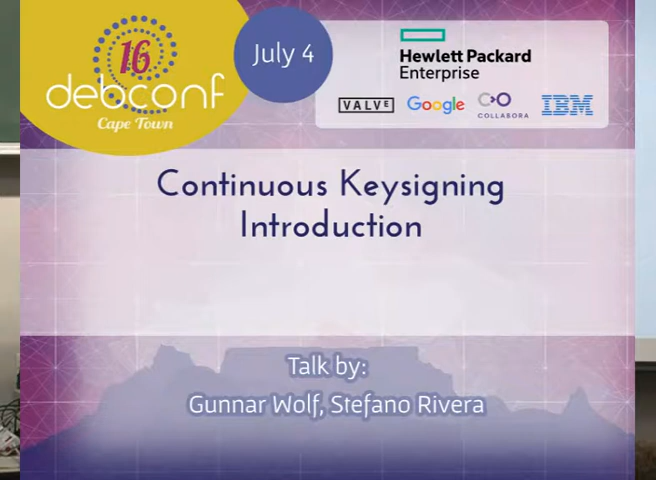 16
debconf
Cape Town
July 4
Hewlett Packard
Enterprise
VALVE Google COLLABORA IBM
Continuous Keysigning
Introduction
Talk by:
Gunnar Wolf, Stefano Rivera